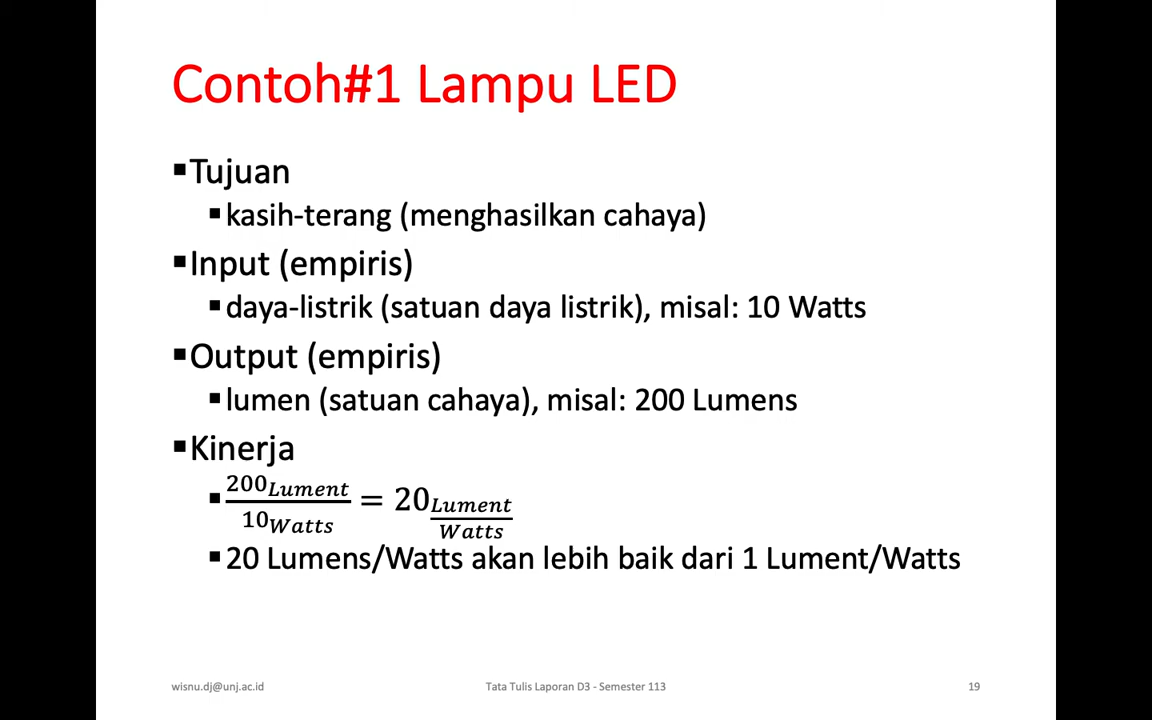 Contoh#1 Lampu LED
▪Tujuan
▪kasih-terang (menghasilkan cahaya)
▪Input (empiris)
▪daya-listrik (satuan daya listrik), misal: 10 Watts
▪Output (empiris)
▪lumen (satuan cahaya), misal: 200 Lumens
▪Kinerja
▪200Lument/10Watts = 20Lument/Watts
▪20 Lumens/Watts akan lebih baik dari 1 Lument/Watts
wisnu.dj@unj.ac.id Tata Tulis Laporan D3 - Semester 113 19